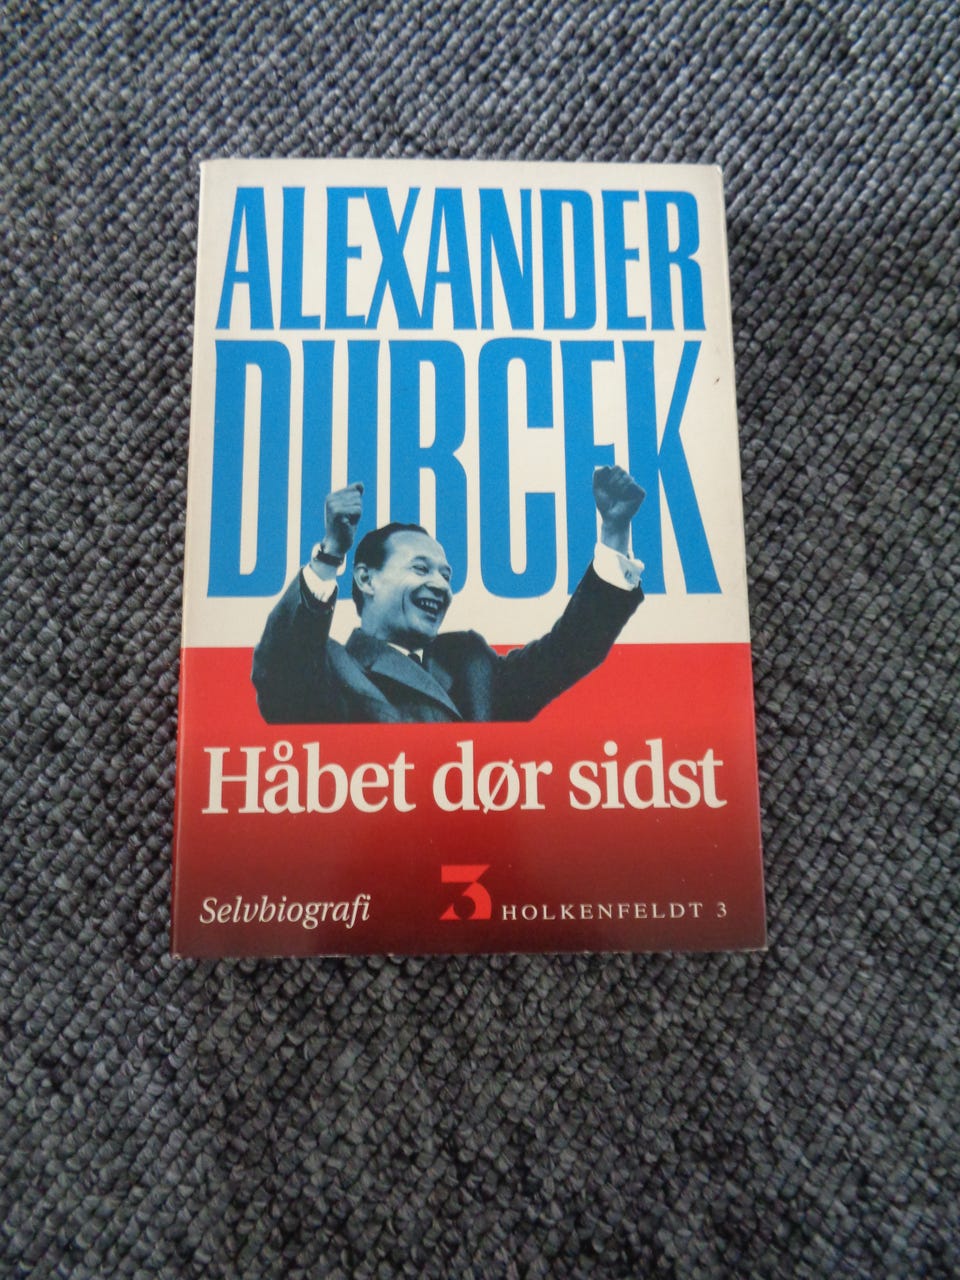 ALEXANDER
DUBCEK
Håbet dør sidst
Selvbiografi
3 HOLKENFELDT 3